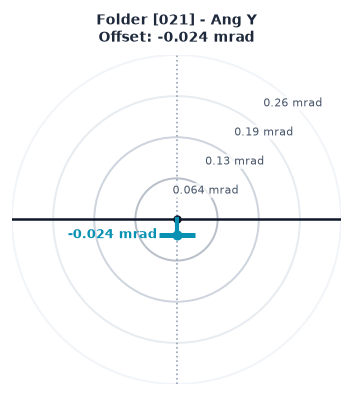 Folder [021] - Ang Y
Offset: -0.024 mrad
0.26 mrad
0.19 mrad
0.13 mrad
0.064 mrad
-0.024 mrad